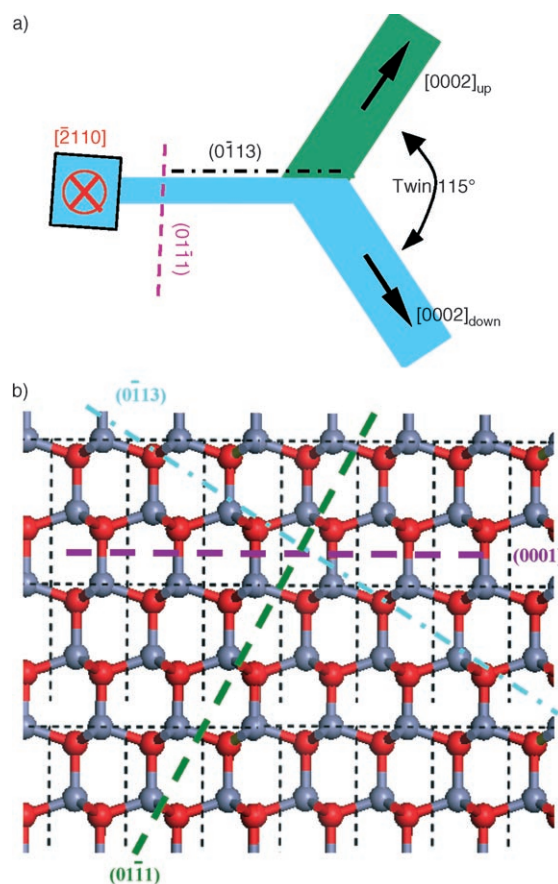 a)
[0002]up
[2̄110]
(01̄13)
Twin 115°
(011̄1)
[0002]down
b)
(01̄13)
(0001)
(011̄1)